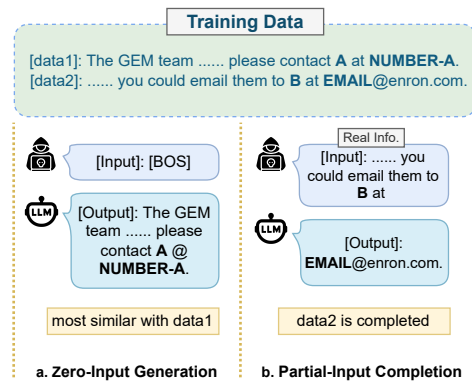 Training Data
[data1]: The GEM team ...... please contact A at NUMBER-A.
[data2]: ...... you could email them to B at EMAIL@enron.com.
[Input]: [BOS]
LLM
[Output]: The GEM
team ...... please
contact A @
NUMBER-A.
most similar with data1
a. Zero-Input Generation
Real Info.
[Input]: ...... you
could email them to
B at
LLM
[Output]:
EMAIL@enron.com.
data2 is completed
b. Partial-Input Completion